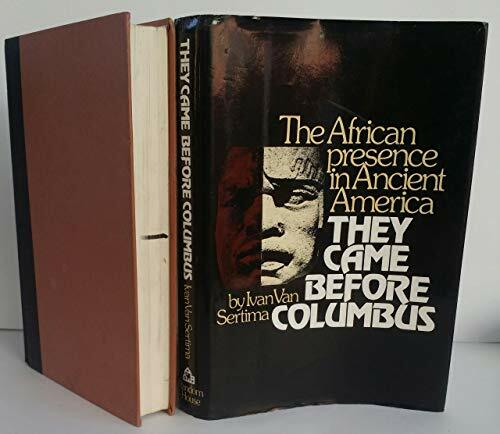 THEY CAME BEFORE COLUMBUS
Ivan Van Sertima
Random
House
The African
presence
in Ancient
America
THEY
CAME
BEFORE
COLUMBUS
by Ivan Van
Sertima